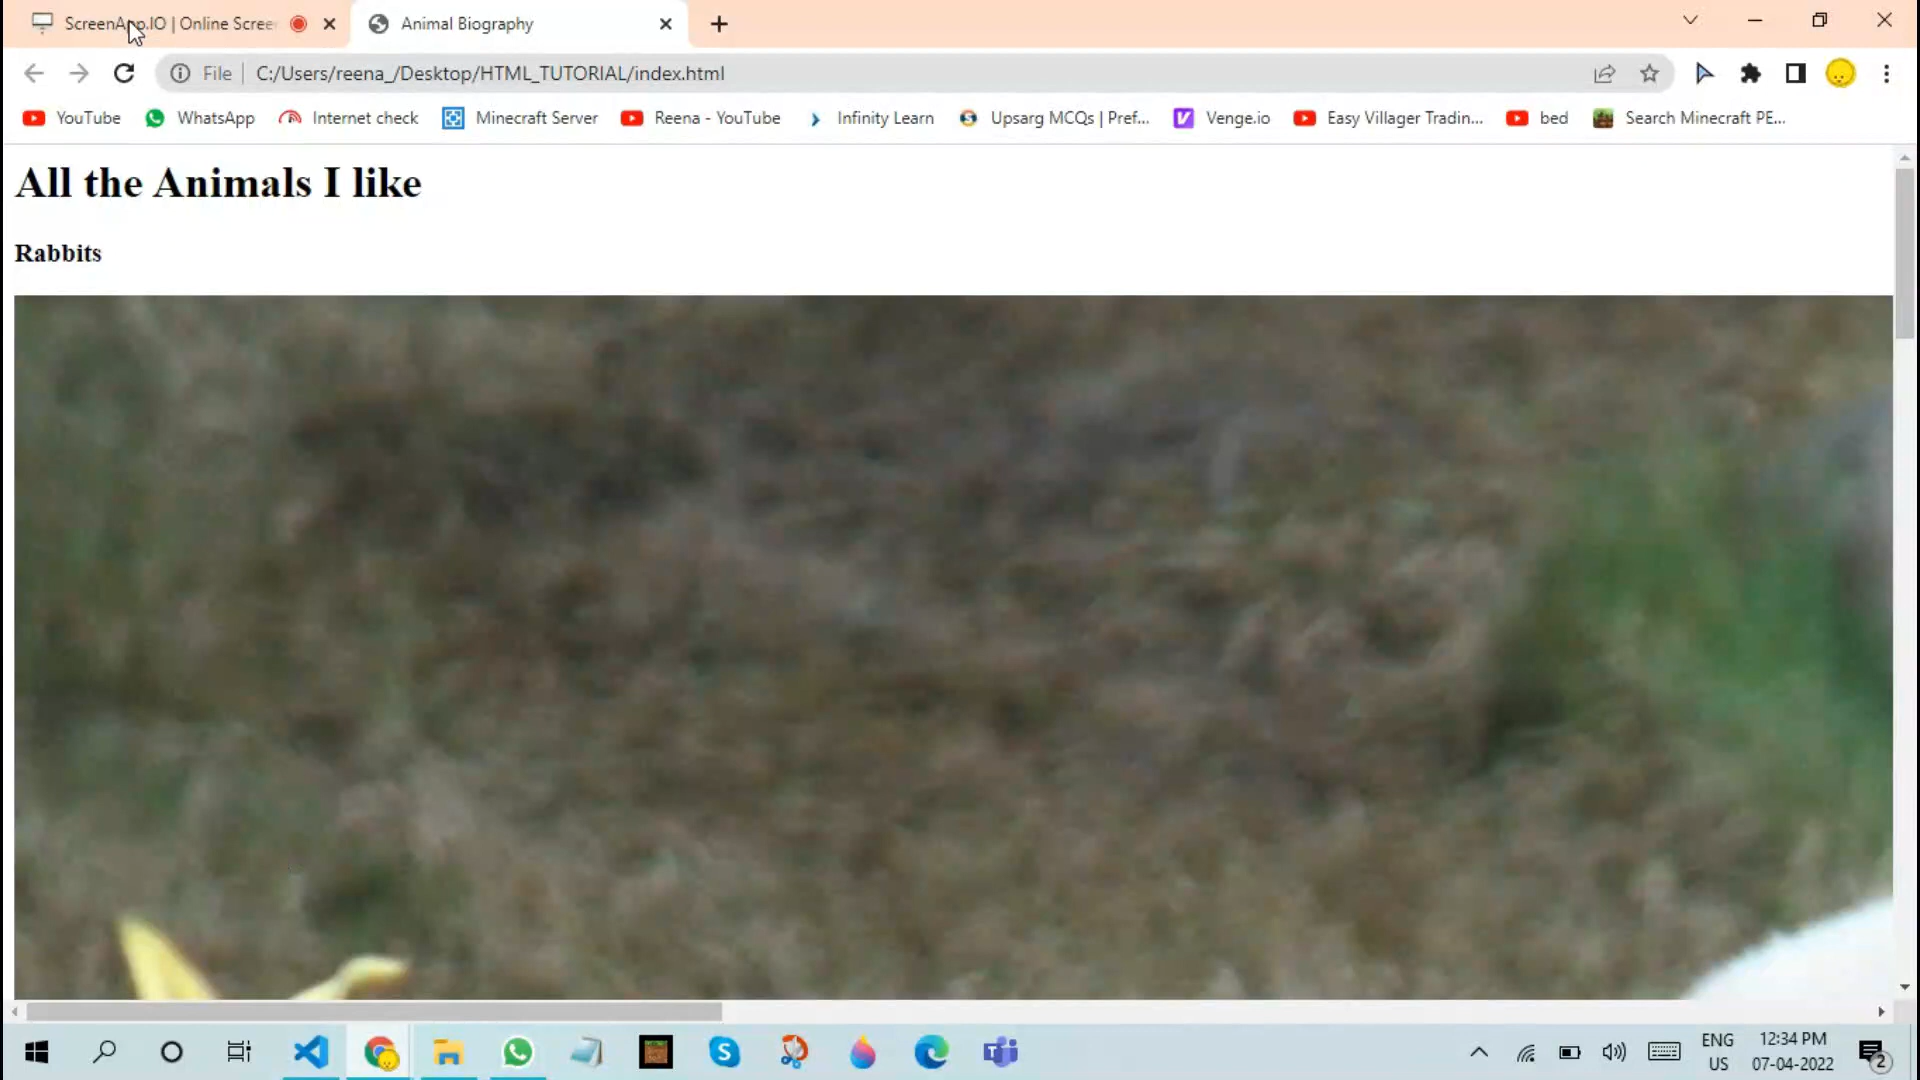 ScreenApp.IO | Online Scree
Animal Biography
File
C:/Users/reena_/Desktop/HTML_TUTORIAL/index.html
YouTube
WhatsApp
Internet check
Minecraft Server
Reena - YouTube
Infinity Learn
Upsarg MCQs | Pref...
Venge.io
Easy Villager Tradin...
bed
Search Minecraft PE...
All the Animals I like
Rabbits
ENG
US
12:34 PM
07-04-2022
2